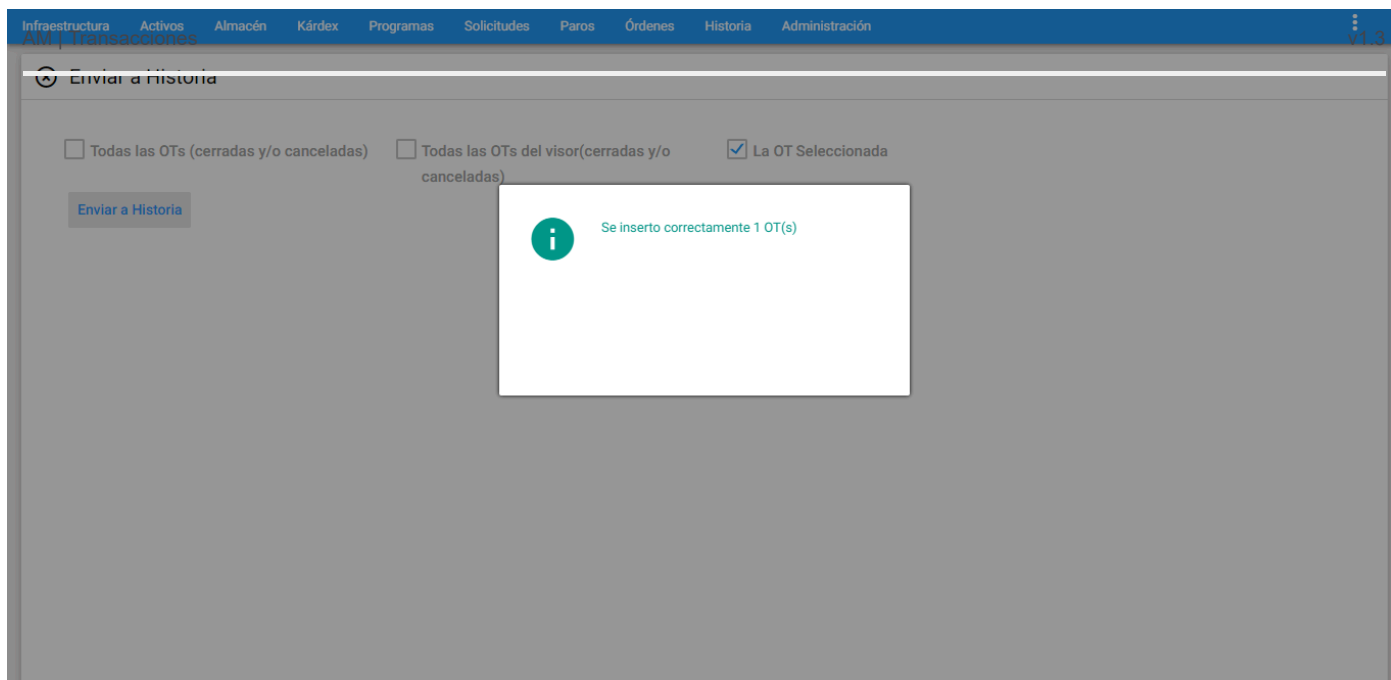 Infraestructura Activos Almacén Kárdex Programas Solicitudes Paros Órdenes Historia Administración
AM | Transacciones v1.3
Enviar a Historia
Todas las OTs (cerradas y/o canceladas) Todas las OTs del visor(cerradas y/o La OT Seleccionada
canceladas)
Enviar a Historia
Se inserto correctamente 1 OT(s)